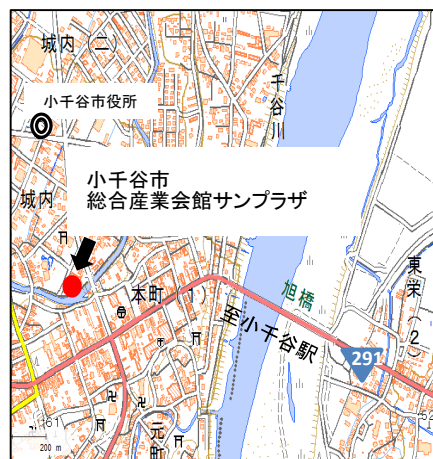 城内(二)
小千谷市役所
千谷川
小千谷市
総合産業会館サンプラザ
城内
本町(1)
旭橋
至小千谷駅
東栄(2)
291
元町
61
52
200 m